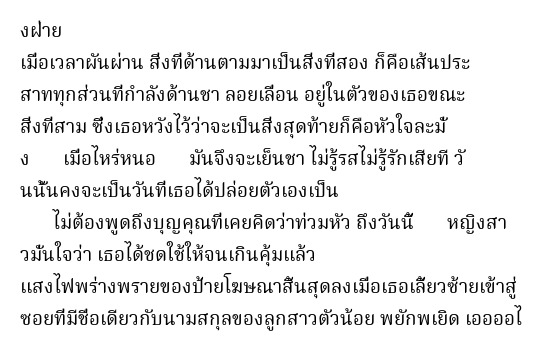 งฝ่าย
เมื่อเวลาผันผ่าน สิ่งที่ด้านตามมาเป็นสิ่งที่สอง ก็คือเส้นประ
สาททุกส่วนที่กำลังด้านชา ลอยเลื่อน อยู่ในตัวของเธอขณะ
สิ่งที่สาม ซึ่งเธอหวังไว้ว่าจะเป็นสิ่งสุดท้ายก็คือหัวใจละมั
ง เมื่อไหร่หนอ มันจึงจะเย็นชา ไม่รู้รสไม่รู้รักเสียที วั
นนั้นคงจะเป็นวันที่เธอได้ปล่อยตัวเองเป็น
ไม่ต้องพูดถึงบุญคุณที่เคยคิดว่าท่วมหัว ถึงวันนี้ หญิงสา
วมั่นใจว่า เธอได้ชดใช้ให้จนเกินคุ้มแล้ว
แสงไฟพร่างพรายของป้ายโฆษณาสิ้นสุดลงเมื่อเธอเลี้ยวซ้ายเข้าสู่
ซอยที่มีชื่อเดียวกับนามสกุลของลูกสาวตัวน้อย พยักพเยิด เออออไ